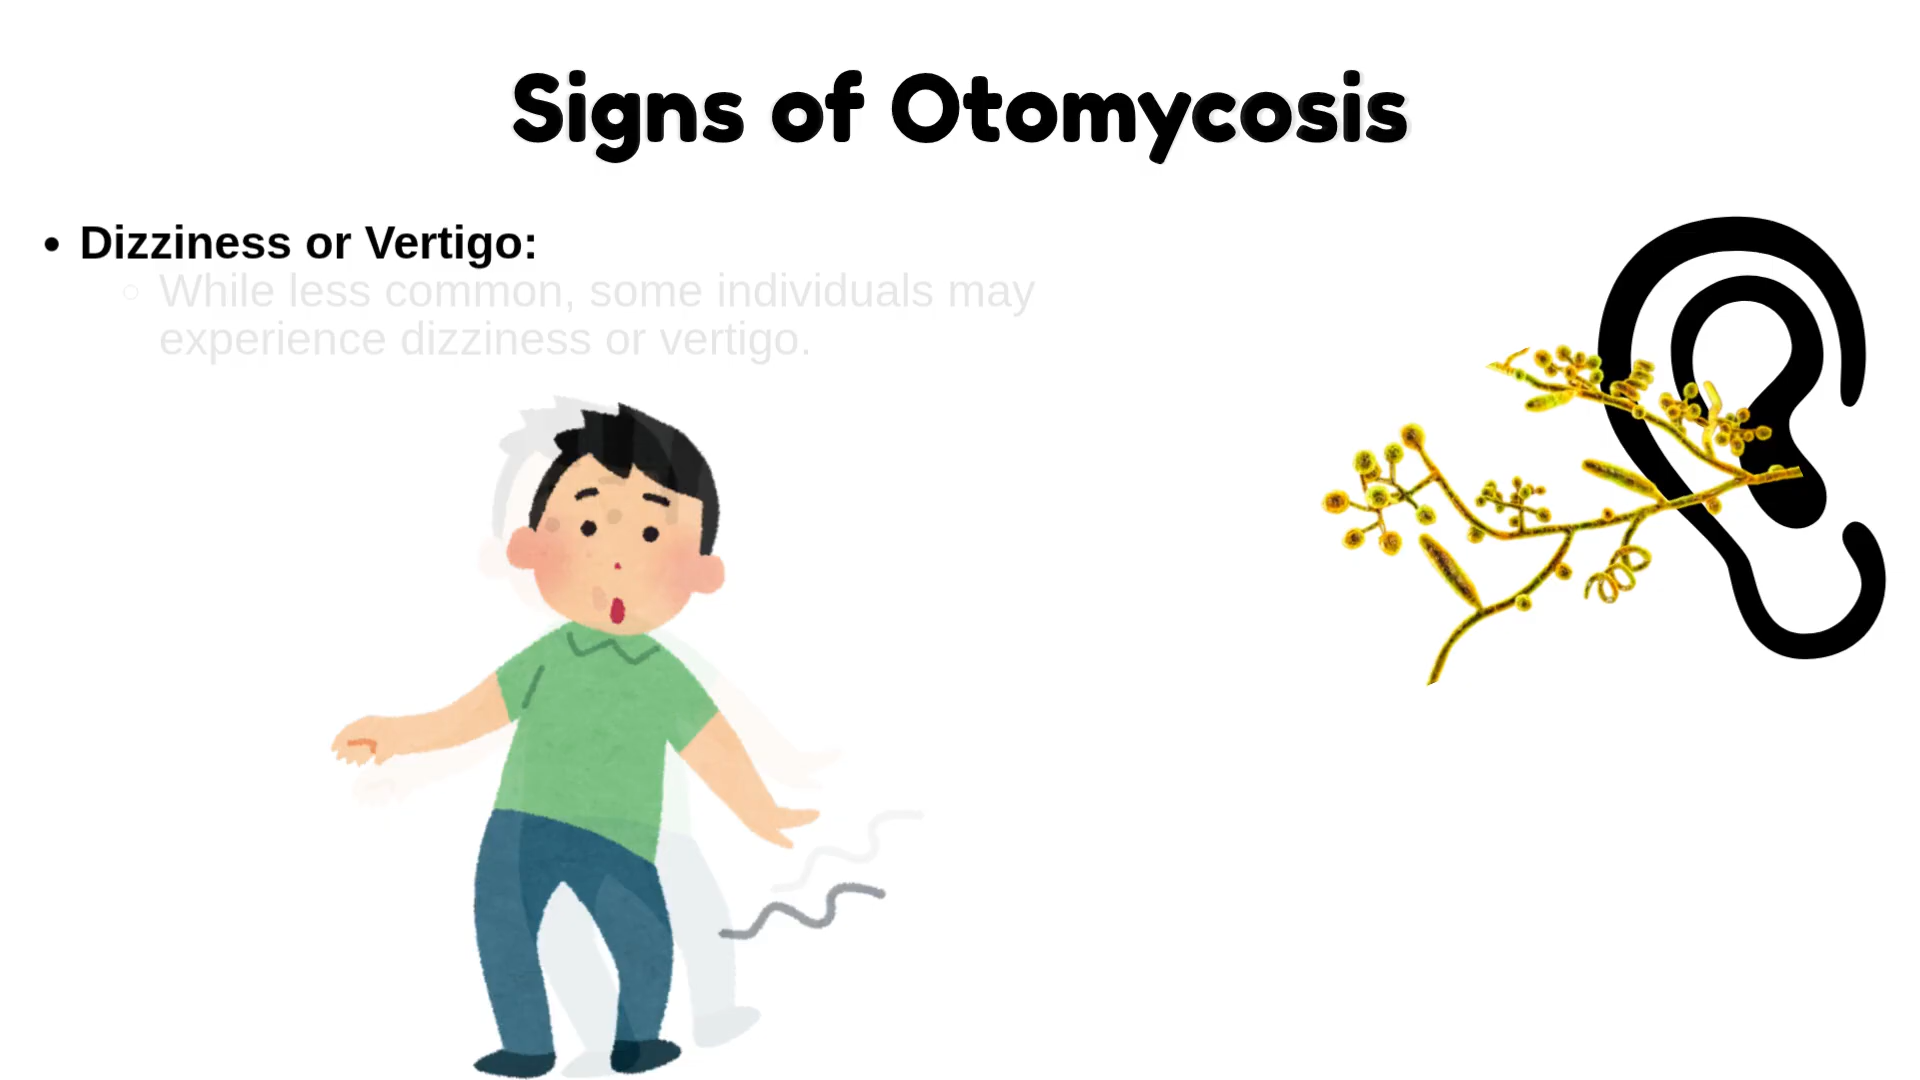 Signs of Otomycosis
• Dizziness or Vertigo:
○ While less common, some individuals may
experience dizziness or vertigo.